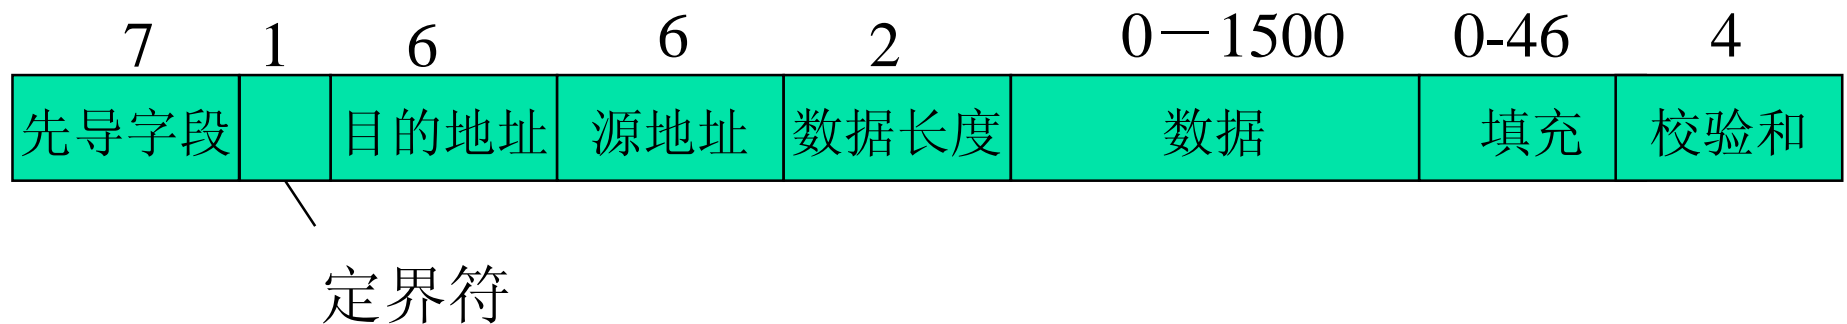 7 1 6 6 2 0－1500 0-46 4
先导字段 目的地址 源地址 数据长度 数据 填充 校验和
定界符